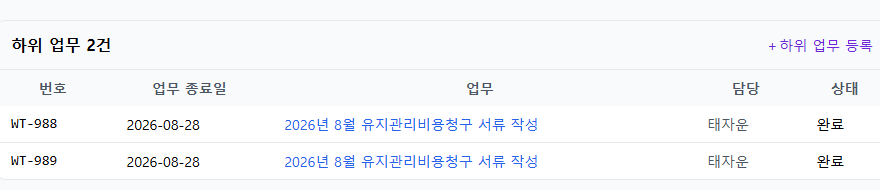 하위 업무 2건
+ 하위 업무 등록
번호 업무 종료일 업무 담당 상태
WT-988 2026-08-28 2026년 8월 유지관리비용청구 서류 작성 태자운 완료
WT-989 2026-08-28 2026년 8월 유지관리비용청구 서류 작성 태자운 완료